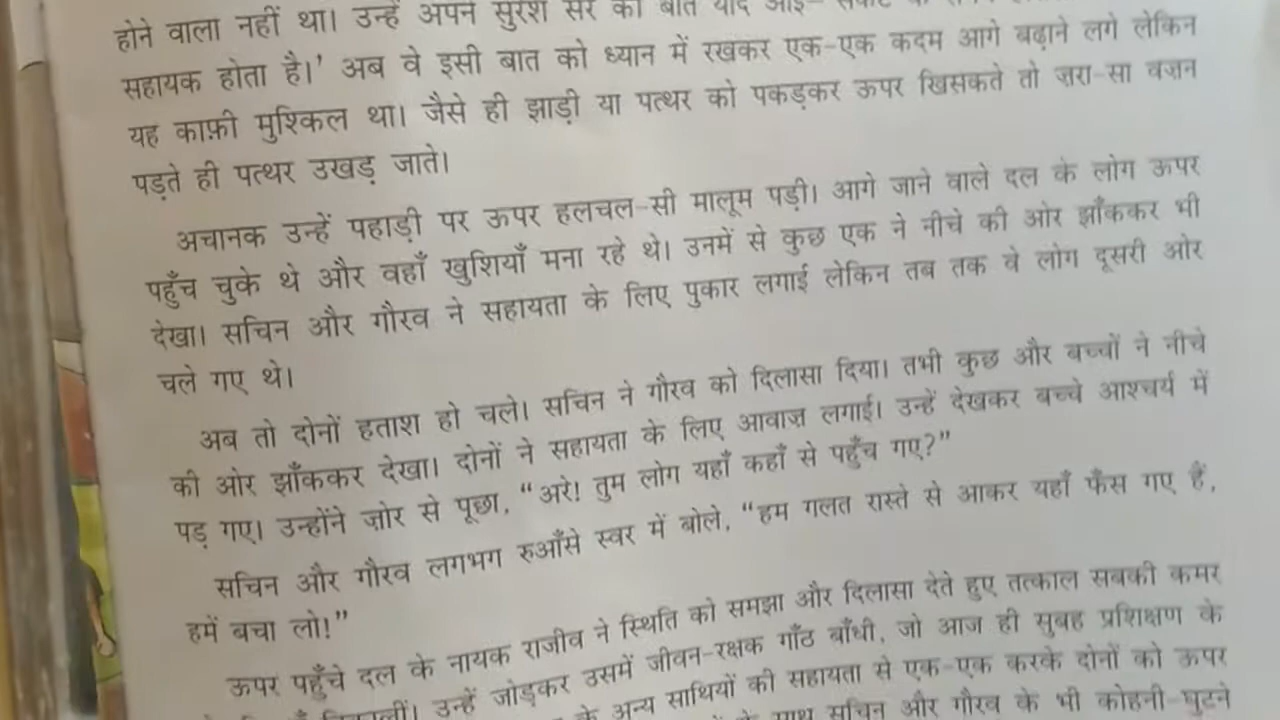 होने वाला नहीं था। उन्हें अपने सुरेश सर की बात याद आई–
सहायक होता है।' अब वे इसी बात को ध्यान में रखकर एक-एक कदम आगे बढ़ाने लगे लेकिन
यह काफ़ी मुश्किल था। जैसे ही झाड़ी या पत्थर को पकड़कर ऊपर खिसकते तो ज़रा-सा वज़न
पड़ते ही पत्थर उखड़ जाते।
अचानक उन्हें पहाड़ी पर ऊपर हलचल-सी मालूम पड़ी। आगे जाने वाले दल के लोग ऊपर
पहुँच चुके थे और वहाँ खुशियाँ मना रहे थे। उनमें से कुछ एक ने नीचे की ओर झाँककर भी
देखा। सचिन और गौरव ने सहायता के लिए पुकार लगाई लेकिन तब तक वे लोग दूसरी ओर
चले गए थे।
अब तो दोनों हताश हो चले। सचिन ने गौरव को दिलासा दिया। तभी कुछ और बच्चों ने नीचे
की ओर झाँककर देखा। दोनों ने सहायता के लिए आवाज़ लगाई। उन्हें देखकर बच्चे आश्चर्य में
पड़ गए। उन्होंने ज़ोर से पूछा, “अरे! तुम लोग यहाँ कहाँ से पहुँच गए?”
सचिन और गौरव लगभग रुआँसे स्वर में बोले, “हम गलत रास्ते से आकर यहाँ फँस गए हैं,
हमें बचा लो!”
ऊपर पहुँचे दल के नायक राजीव ने स्थिति को समझा और दिलासा देते हुए तत्काल सबकी कमर
उन्हें जोड़कर उसमें जीवन-रक्षक गाँठ बाँधी, जो आज ही सुबह प्रशिक्षण के
के अन्य साथियों की सहायता से एक-एक करके दोनों को ऊपर
साथ सचिन और गौरव के भी कोहनी-घुटने